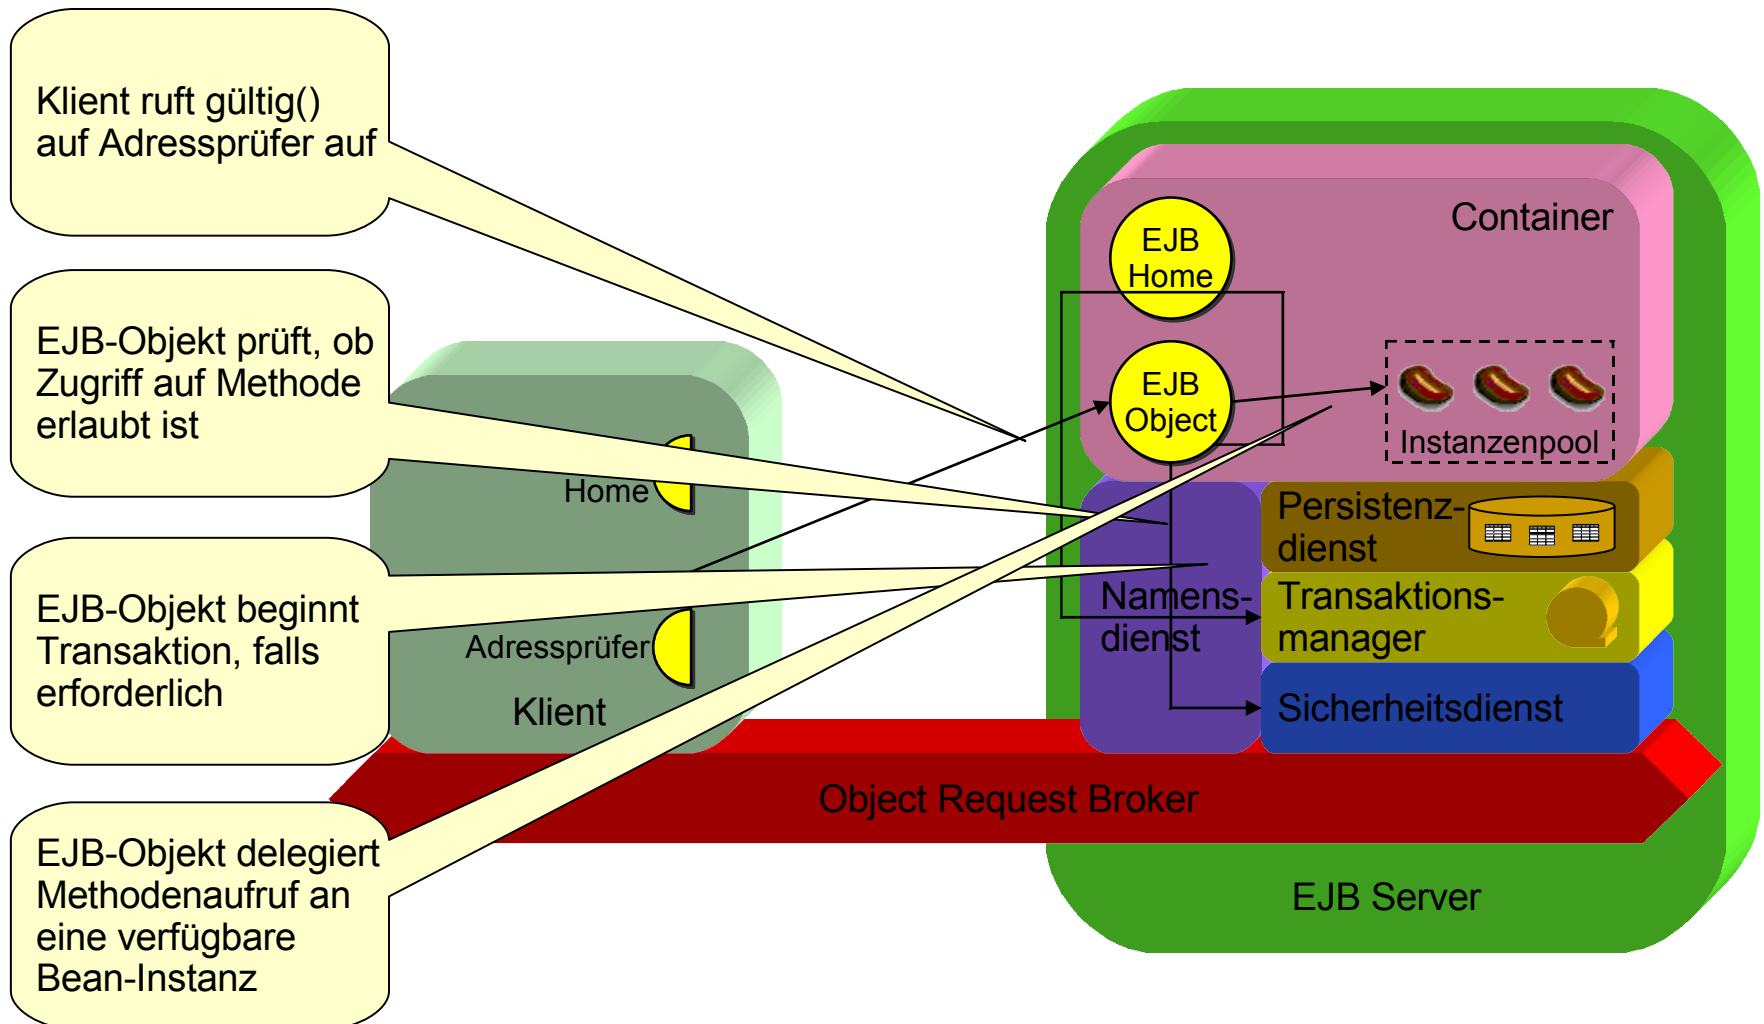 Klient ruft gültig()
auf Adressprüfer auf
EJB-Objekt prüft, ob
Zugriff auf Methode
erlaubt ist
EJB-Objekt beginnt
Transaktion, falls
erforderlich
EJB-Objekt delegiert
Methodenaufruf an
eine verfügbare
Bean-Instanz
Home
Adressprüfer
Klient
Container
EJB
Home
EJB
Object
Instanzenpool
Namens-
dienst
Persistenz-
dienst
Transaktions-
manager
Sicherheitsdienst
Object Request Broker
EJB Server